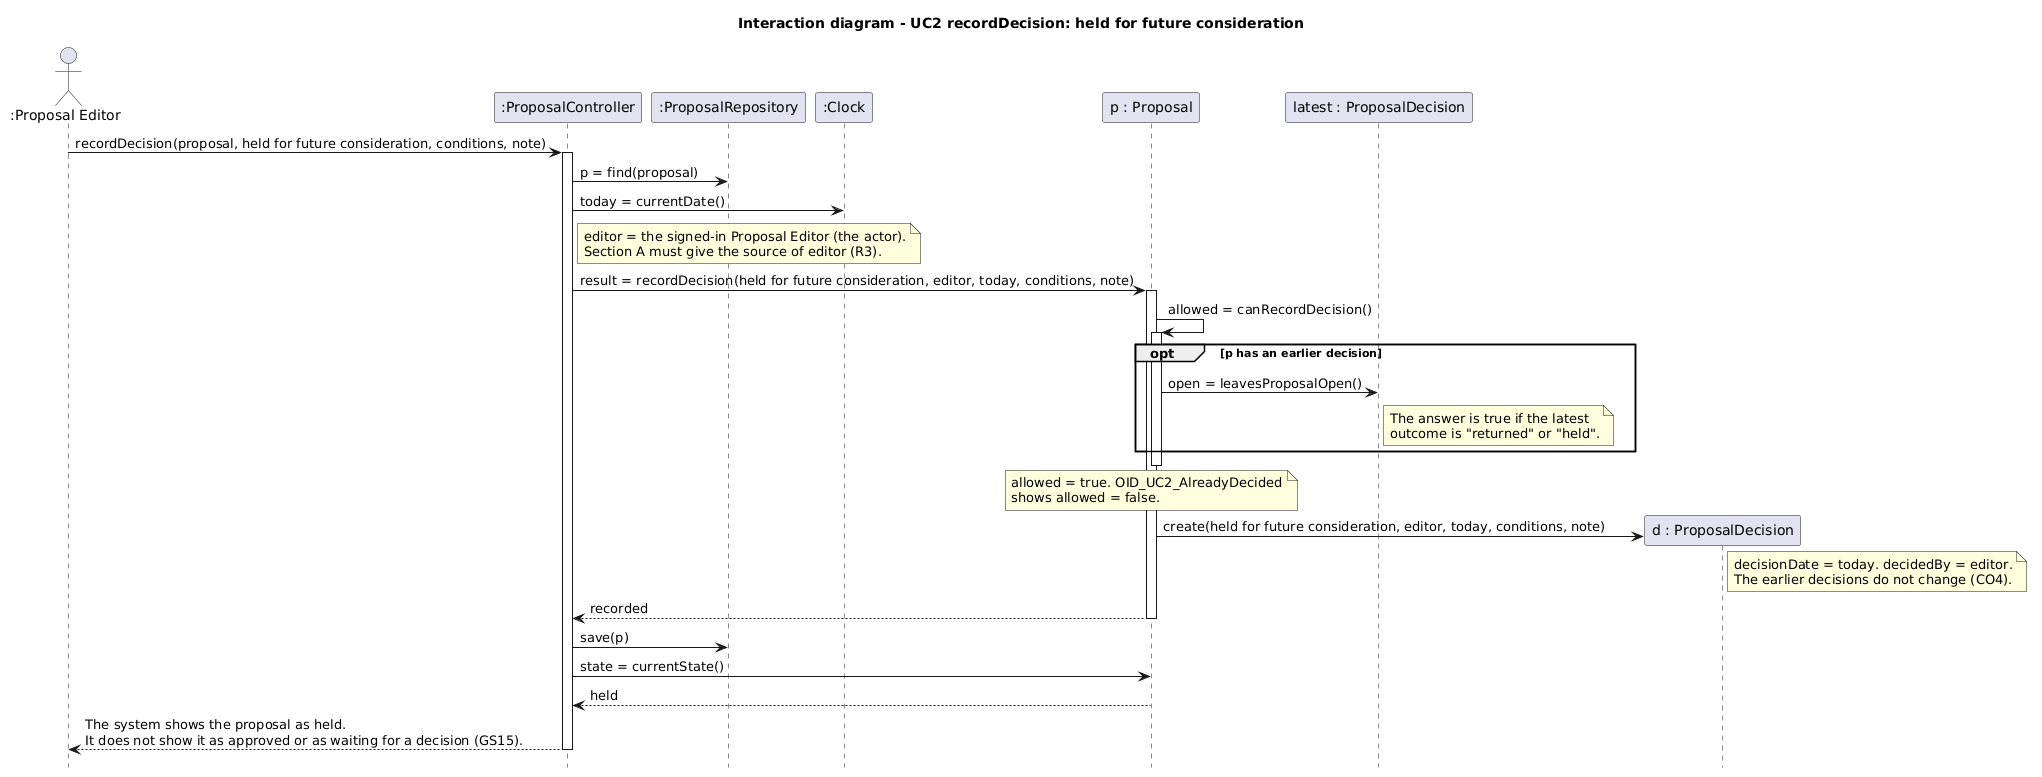 Interaction diagram - UC2 recordDecision: held for future consideration
:Proposal Editor
:ProposalController
:ProposalRepository
:Clock
p : Proposal
latest : ProposalDecision
recordDecision(proposal, held for future consideration, conditions, note)
p = find(proposal)
today = currentDate()
editor = the signed-in Proposal Editor (the actor).
Section A must give the source of editor (R3).
result = recordDecision(held for future consideration, editor, today, conditions, note)
allowed = canRecordDecision()
opt
[p has an earlier decision]
open = leavesProposalOpen()
The answer is true if the latest
outcome is "returned" or "held".
allowed = true. OID_UC2_AlreadyDecided
shows allowed = false.
create(held for future consideration, editor, today, conditions, note)
d : ProposalDecision
decisionDate = today. decidedBy = editor.
The earlier decisions do not change (CO4).
recorded
save(p)
state = currentState()
held
The system shows the proposal as held.
It does not show it as approved or as waiting for a decision (GS15).